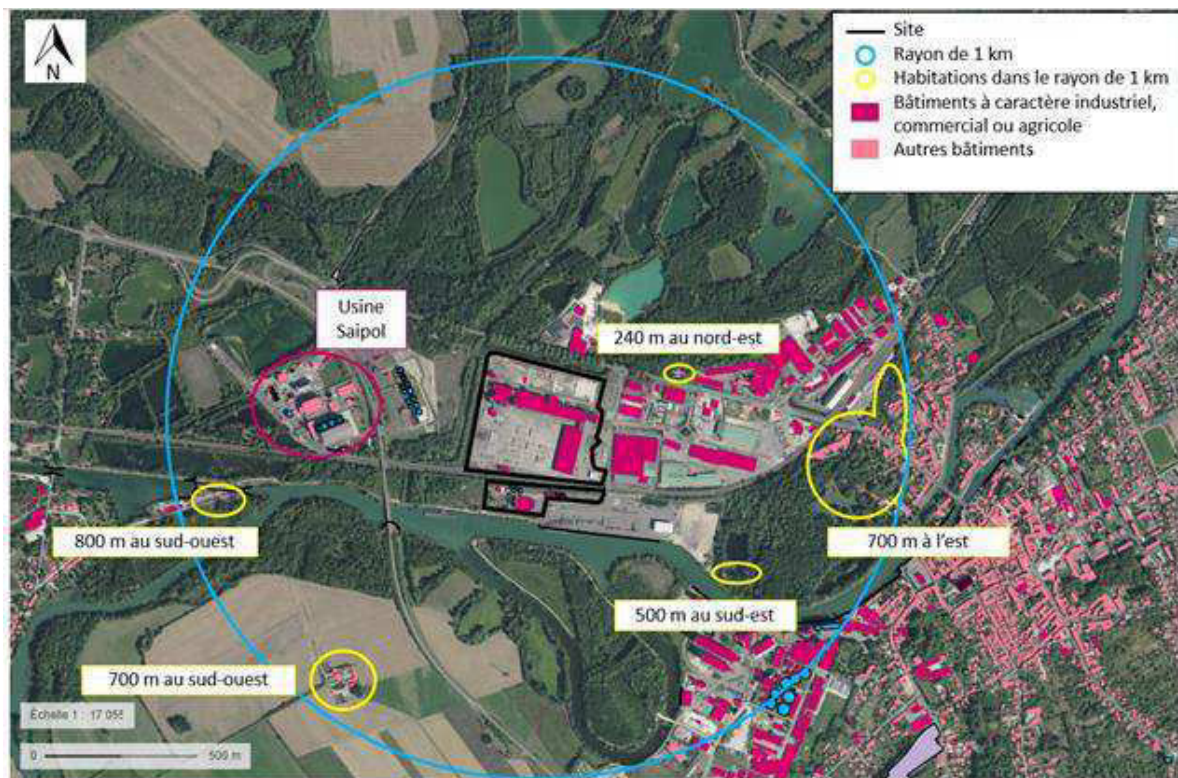 N
Site
Rayon de 1 km
Habitations dans le rayon de 1 km
Bâtiments à caractère industriel,
commercial ou agricole
Autres bâtiments
Usine
Saipol
240 m au nord-est
800 m au sud-ouest
700 m à l'est
500 m au sud-est
700 m au sud-ouest
Échelle 1 : 17 055
0 500 m